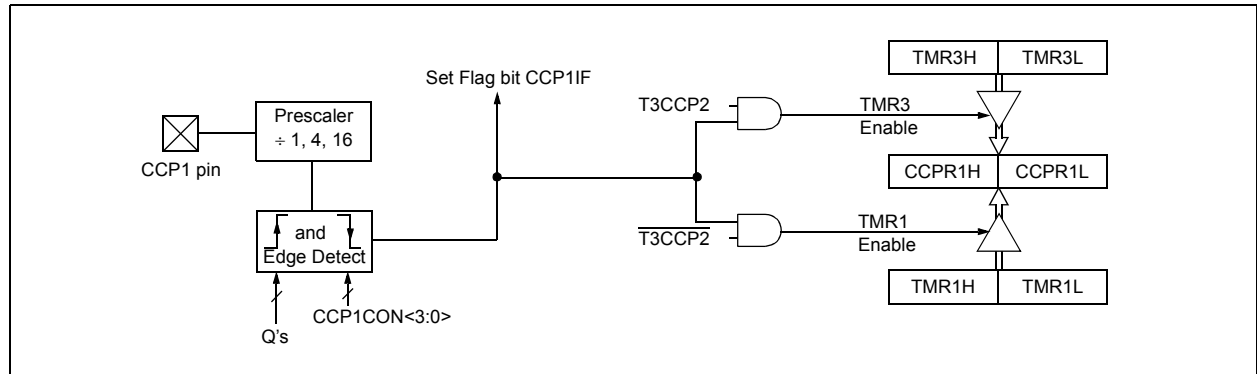 TMR3H TMR3L
Set Flag bit CCP1IF
T3CCP2
TMR3
Enable
Prescaler
÷ 1, 4, 16
CCP1 pin
CCPR1H CCPR1L
and
Edge Detect
T3CCP2
TMR1
Enable
TMR1H TMR1L
CCP1CON<3:0>
Q's